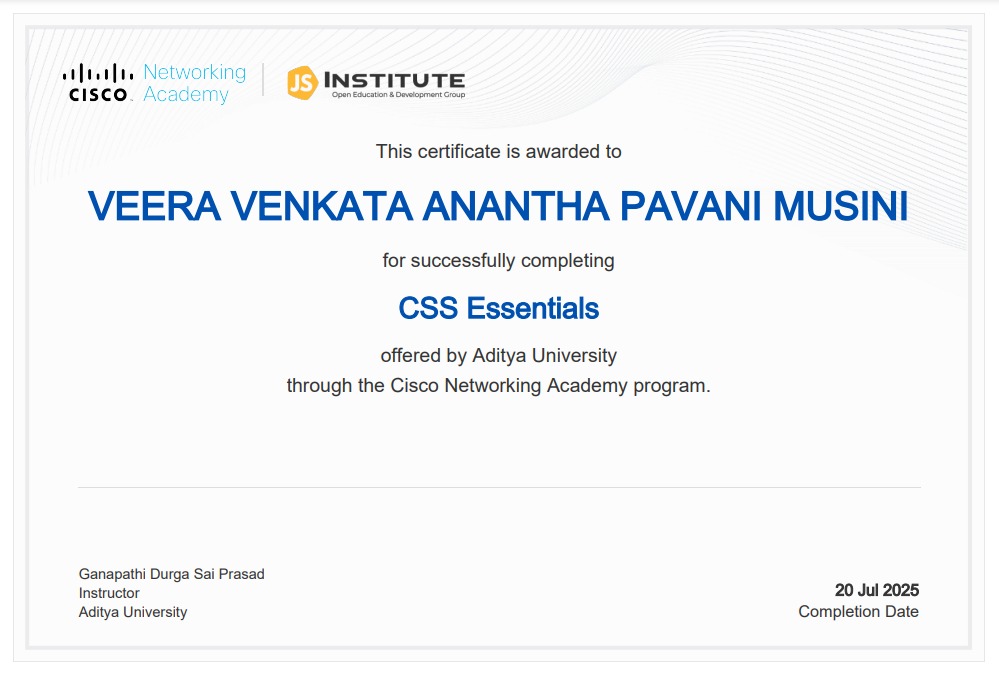 CISCO Networking Academy
JS INSTITUTE
Open Education & Development Group
This certificate is awarded to
VEERA VENKATA ANANTHA PAVANI MUSINI
for successfully completing
CSS Essentials
offered by Aditya University
through the Cisco Networking Academy program.
Ganapathi Durga Sai Prasad
Instructor
Aditya University
20 Jul 2025
Completion Date